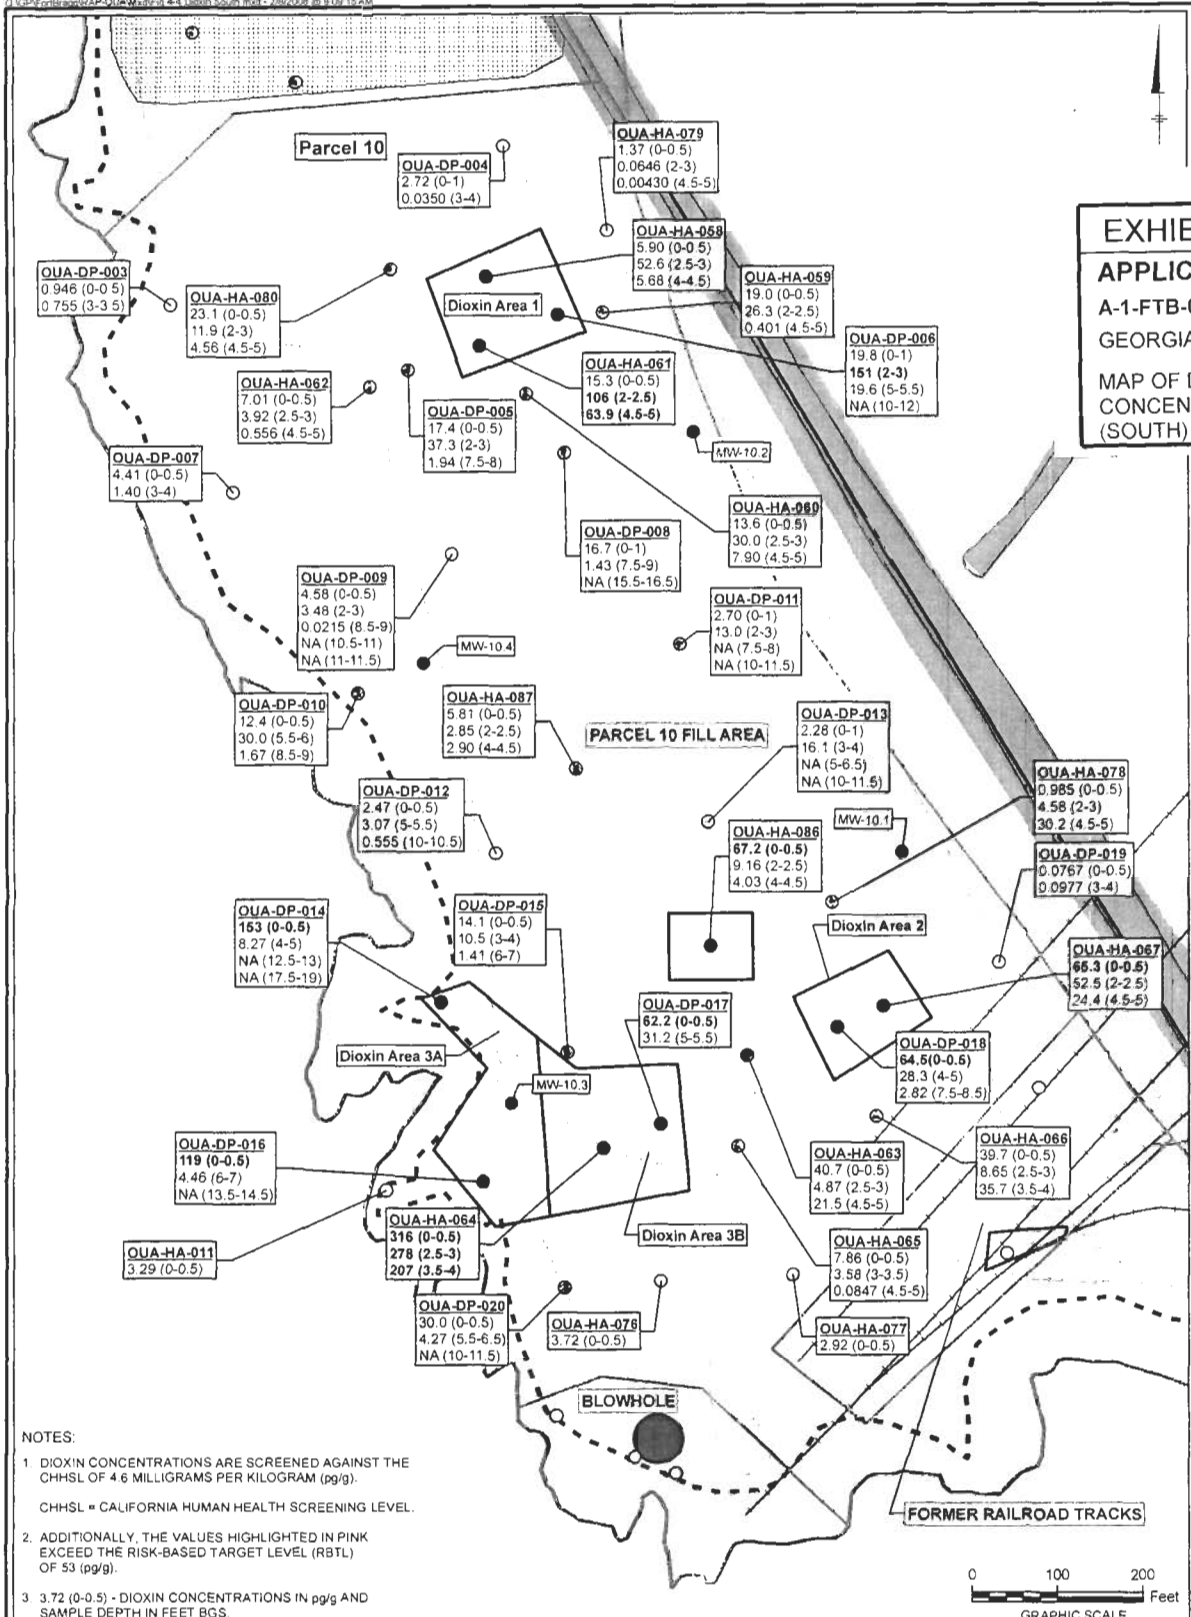 Parcel 10
OUA-HA-079
1.37 (0-0.5)
0.0646 (2-3)
0.00430 (4.5-5)
OUA-DP-004
2.72 (0-1)
0.0350 (3-4)
EXHIB
APPLIC
A-1-FTB-0
GEORGIA
MAP OF D
CONCEN
(SOUTH)
OUA-HA-058
5.90 (0-0.5)
52.6 (2.5-3)
5.68 (4-4.5)
OUA-DP-003
0.946 (0-0.5)
0.755 (3-3.5)
OUA-HA-080
23.1 (0-0.5)
11.9 (2-3)
4.56 (4.5-5)
Dioxin Area 1
OUA-HA-059
19.0 (0-0.5)
26.3 (2-2.5)
0.401 (4.5-5)
OUA-DP-006
19.8 (0-1)
151 (2-3)
19.6 (5-5.5)
NA (10-12)
OUA-HA-061
15.3 (0-0.5)
106 (2-2.5)
63.9 (4.5-5)
OUA-HA-062
7.01 (0-0.5)
3.92 (2.5-3)
0.556 (4.5-5)
OUA-DP-005
17.4 (0-0.5)
37.3 (2-3)
1.94 (7.5-8)
MW-10.2
OUA-DP-007
4.41 (0-0.5)
1.40 (3-4)
OUA-HA-060
13.6 (0-0.5)
30.0 (2.5-3)
7.90 (4.5-5)
OUA-DP-008
16.7 (0-1)
1.43 (7.5-9)
NA (15.5-16.5)
OUA-DP-009
4.58 (0-0.5)
3.48 (2-3)
0.0215 (8.5-9)
NA (10.5-11)
NA (11-11.5)
OUA-DP-011
2.70 (0-1)
13.0 (2-3)
NA (7.5-8)
NA (10-11.5)
MW-10.4
OUA-DP-010
12.4 (0-0.5)
30.0 (5.5-6)
1.67 (8.5-9)
OUA-HA-087
5.81 (0-0.5)
2.85 (2-2.5)
2.90 (4-4.5)
PARCEL 10 FILL AREA
OUA-DP-013
2.28 (0-1)
16.1 (3-4)
NA (5-6.5)
NA (10-11.5)
OUA-HA-078
0.985 (0-0.5)
4.58 (2-3)
30.2 (4.5-5)
OUA-DP-012
2.47 (0-0.5)
3.07 (5-5.5)
0.555 (10-10.5)
MW-10.1
OUA-HA-086
67.2 (0-0.5)
9.16 (2-2.5)
4.03 (4-4.5)
OUA-DP-019
0.0767 (0-0.5)
0.0977 (3-4)
OUA-DP-014
153 (0-0.5)
8.27 (4-5)
NA (12.5-13)
NA (17.5-19)
OUA-DP-015
14.1 (0-0.5)
10.5 (3-4)
1.41 (6-7)
Dioxin Area 2
OUA-HA-067
65.3 (0-0.5)
52.5 (2-2.5)
24.4 (4.5-5)
OUA-DP-017
62.2 (0-0.5)
31.2 (5-5.5)
OUA-DP-018
64.5(0-0.5)
28.3 (4-5)
2.82 (7.5-8.5)
Dioxin Area 3A
MW-10.3
OUA-DP-016
119 (0-0.5)
4.46 (6-7)
NA (13.5-14.5)
OUA-HA-063
40.7 (0-0.5)
4.87 (2.5-3)
21.5 (4.5-5)
OUA-HA-066
39.7 (0-0.5)
8.65 (2.5-3)
35.7 (3.5-4)
OUA-HA-064
316 (0-0.5)
278 (2.5-3)
207 (3.5-4)
Dioxin Area 3B
OUA-HA-011
3.29 (0-0.5)
OUA-HA-065
7.86 (0-0.5)
3.58 (3-3.5)
0.0847 (4.5-5)
OUA-DP-020
30.0 (0-0.5)
4.27 (5.5-6.5)
NA (10-11.5)
OUA-HA-076
3.72 (0-0.5)
OUA-HA-077
2.92 (0-0.5)
BLOWHOLE
FORMER RAILROAD TRACKS
NOTES:
1. DIOXIN CONCENTRATIONS ARE SCREENED AGAINST THE
CHHSL OF 4.6 MILLIGRAMS PER KILOGRAM (pg/g).
CHHSL = CALIFORNIA HUMAN HEALTH SCREENING LEVEL.
2. ADDITIONALLY, THE VALUES HIGHLIGHTED IN PINK
EXCEED THE RISK-BASED TARGET LEVEL (RBTL)
OF 53 (pg/g).
3. 3.72 (0-0.5) - DIOXIN CONCENTRATIONS IN pg/g AND
SAMPLE DEPTH IN FEET BGS.
0 100 200
Feet
GRAPHIC SCALE